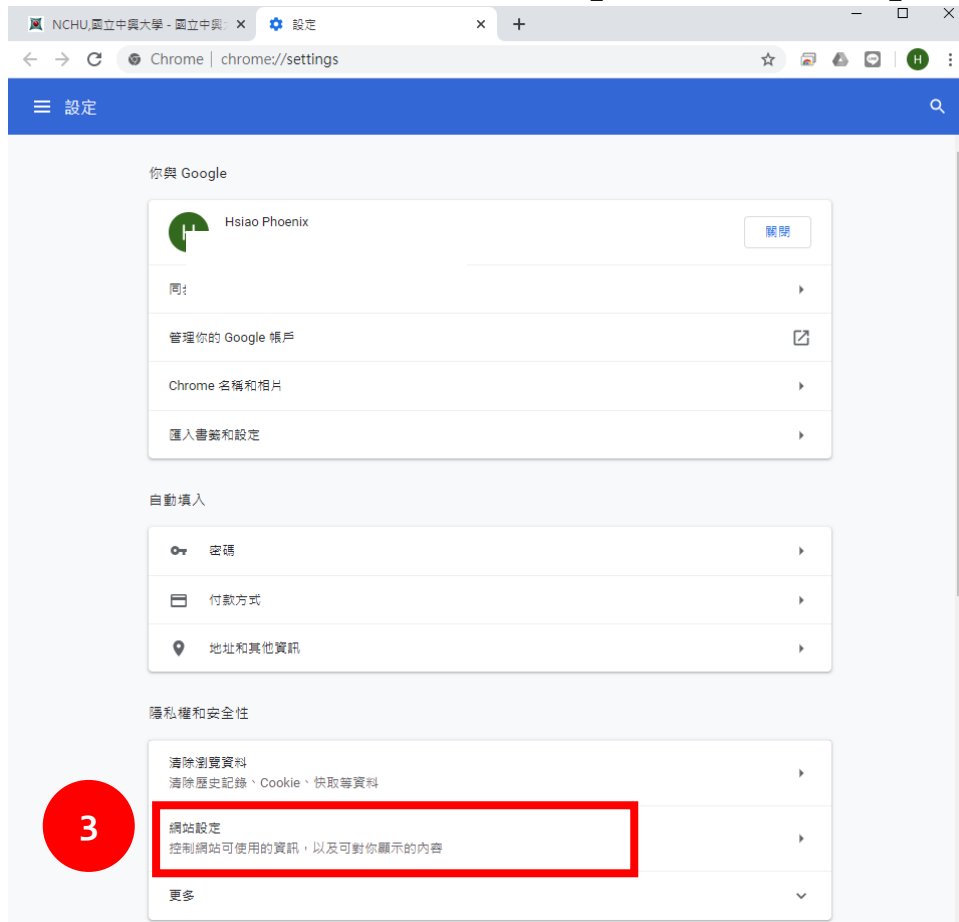 NCHU,國立中興大學 - 國立中興
設定
Chrome | chrome://settings
H
設定
你與 Google
Hsiao Phoenix
關閉
同
管理你的 Google 帳戶
Chrome 名稱和相片
匯入書籤和設定
自動填入
密碼
付款方式
地址和其他資訊
隱私權和安全性
清除瀏覽資料
清除歷史記錄、Cookie、快取等資料
3
網站設定
控制網站可使用的資訊，以及可對你顯示的內容
更多